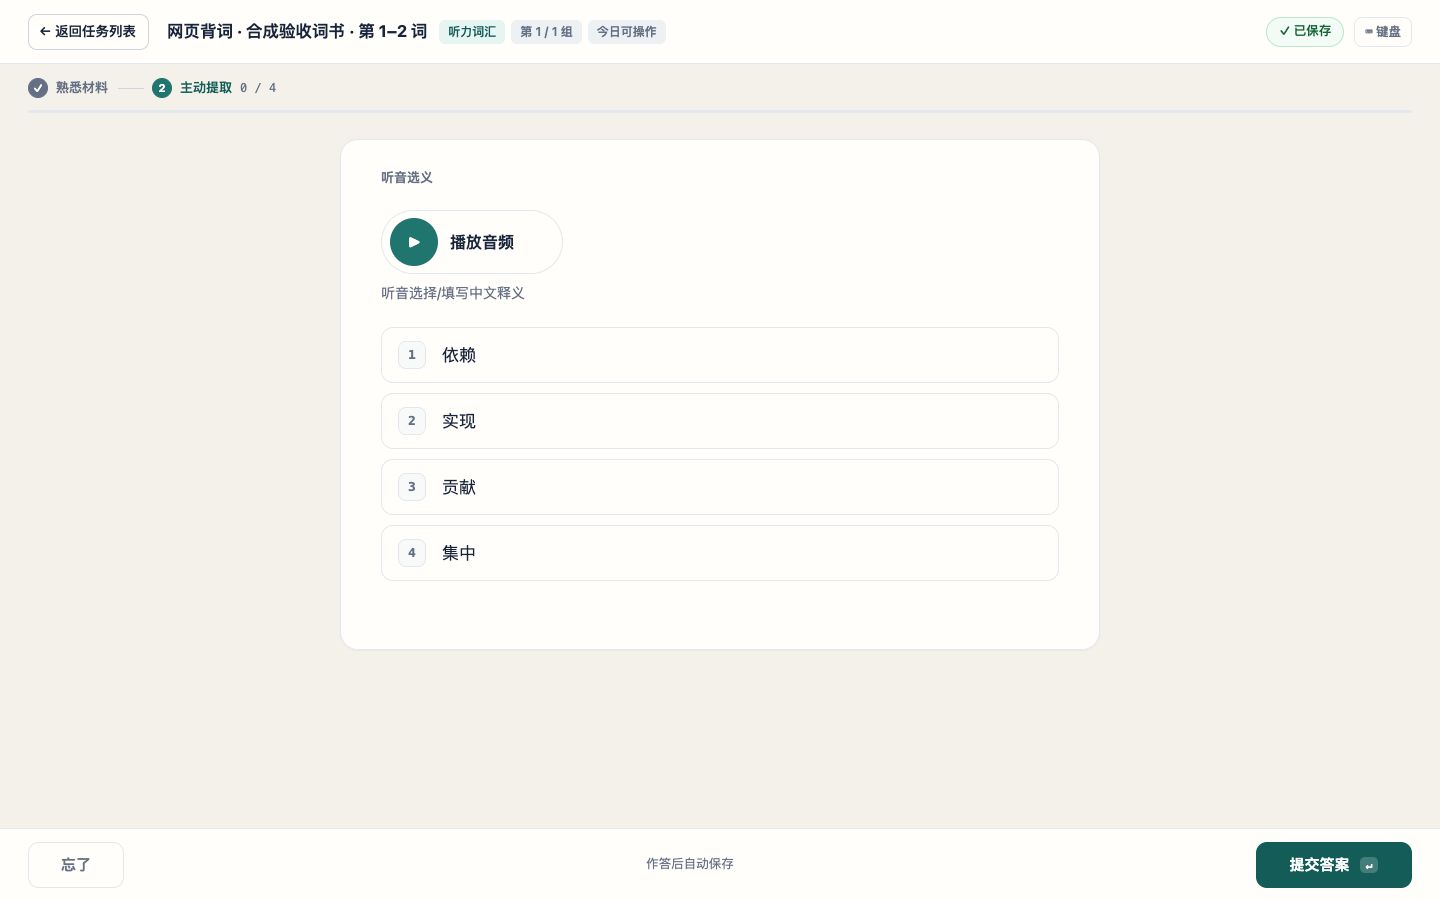 ← 返回任务列表 网页背词 · 合成验收词书 · 第 1–2 词 听力词汇 第 1 / 1 组 今日可操作 ✓ 已保存 ⌨ 键盘
✓ 熟悉材料 2 主动提取 0 / 4
听音选义
播放音频
听音选择/填写中文释义
1 依赖
2 实现
3 贡献
4 集中
忘了 作答后自动保存 提交答案 ↵